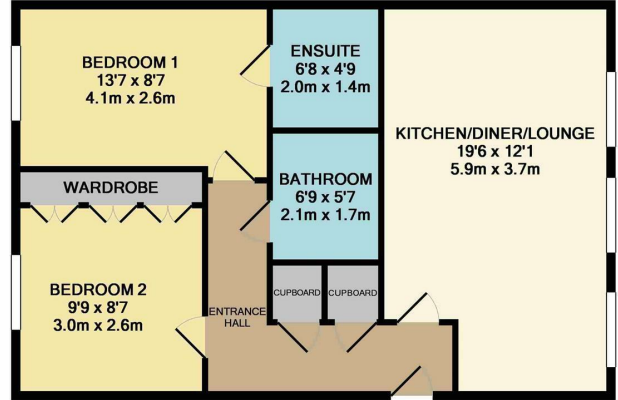 BEDROOM 1
13'7 x 8'7
4.1m x 2.6m
ENSUITE
6'8 x 4'9
2.0m x 1.4m
KITCHEN/DINER/LOUNGE
19'6 x 12'1
5.9m x 3.7m
WARDROBE
BATHROOM
6'9 x 5'7
2.1m x 1.7m
BEDROOM 2
9'9 x 8'7
3.0m x 2.6m
CUPBOARD
CUPBOARD
ENTRANCE
HALL